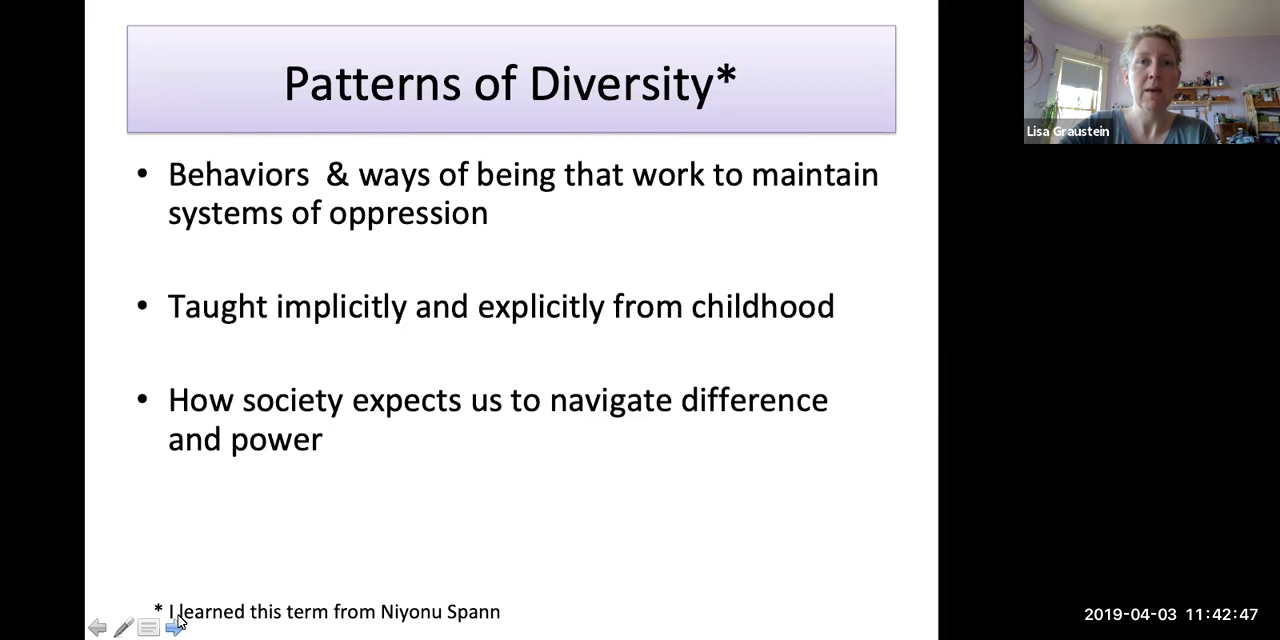 Patterns of Diversity*
• Behaviors & ways of being that work to maintain
systems of oppression
• Taught implicitly and explicitly from childhood
• How society expects us to navigate difference
and power
* I learned this term from Niyonu Spann
Lisa Graustein
2019-04-03 11:42:47